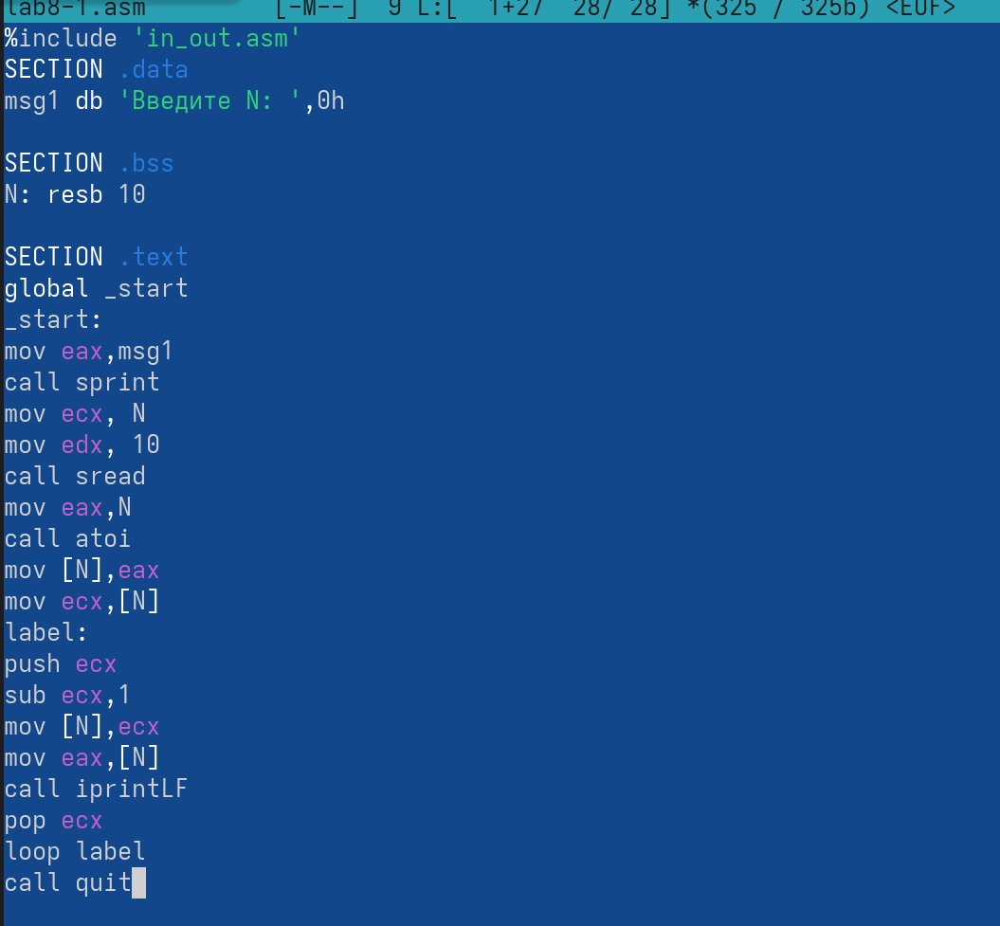 lab8-1.asm [-M--] 9 L:[ 1+27 28/ 28] *(325 / 325b) <EOF>
%include 'in_out.asm'
SECTION .data
msg1 db 'Введите N: ',0h
SECTION .bss
N: resb 10
SECTION .text
global _start
_start:
mov eax,msg1
call sprint
mov ecx, N
mov edx, 10
call sread
mov eax,N
call atoi
mov [N],eax
mov ecx,[N]
label:
push ecx
sub ecx,1
mov [N],ecx
mov eax,[N]
call iprintLF
pop ecx
loop label
call quit